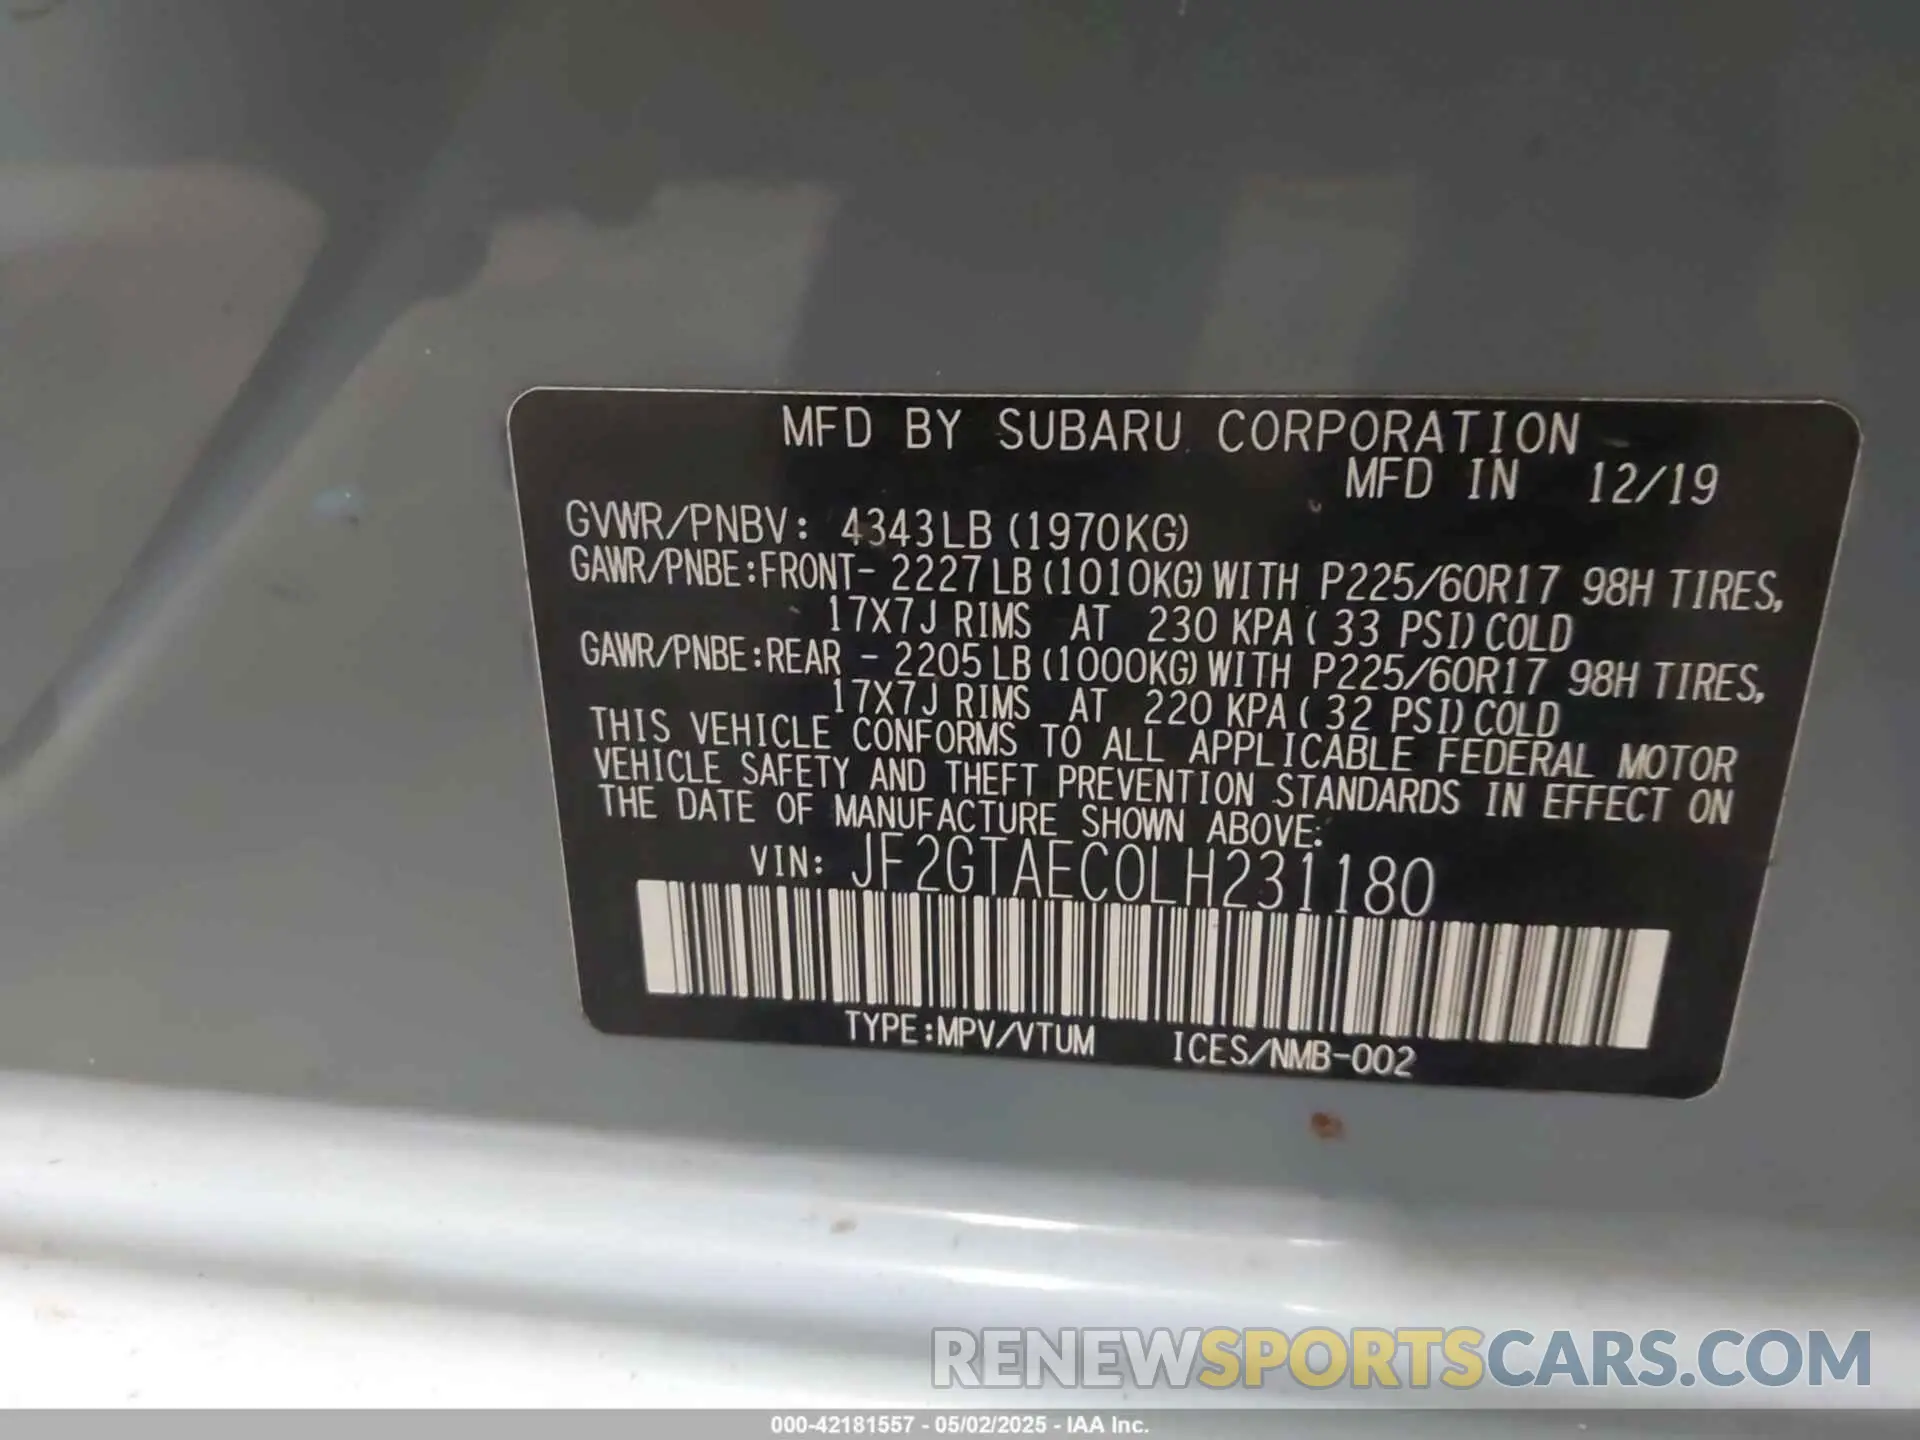 MFD BY SUBARU CORPORATION
MFD IN 12/19
GVWR/PNBV: 4343LB (1970KG)
GAWR/PNBE:FRONT- 2227LB (1010KG) WITH P225/60R17 98H TIRES,
17X7J RIMS AT 230 KPA ( 33 PSI) COLD
GAWR/PNBE:REAR - 2205LB (1000KG) WITH P225/60R17 98H TIRES,
17X7J RIMS AT 220 KPA ( 32 PSI) COLD
THIS VEHICLE CONFORMS TO ALL APPLICABLE FEDERAL MOTOR
VEHICLE SAFETY AND THEFT PREVENTION STANDARDS IN EFFECT ON
THE DATE OF MANUFACTURE SHOWN ABOVE:
VIN: JF2GTAEC0LH231180
TYPE:MPV/VTUM ICES/NMB-002
RENEWSPORTSCARS.COM
000-42181557 - 05/02/2025 - IAA Inc.